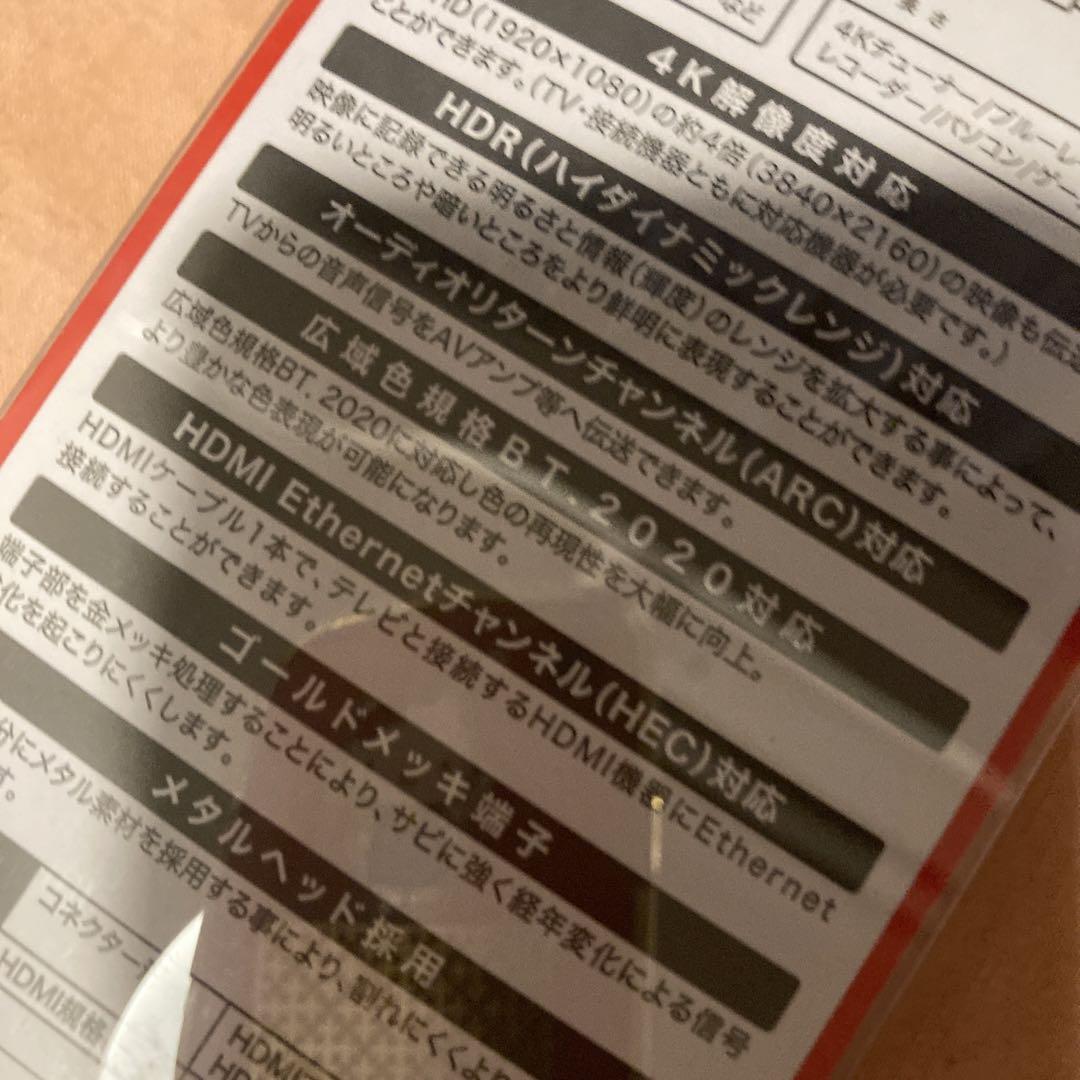 など
長さ
4Kチューナー/ブルーレ
レコーダー/パソコン/ゲー
4K解像度対応
HD(1920×1080)の約4倍(3840×2160)の映像も伝送
ことができます。(TV・接続機器ともに対応機器が必要です。)
HDR(ハイダイナミックレンジ)対応
映像に記録できる明るさと情報(輝度)のレンジを拡大する事によって、
明るいところや暗いところをより鮮明に表現することができます。
オーディオリターンチャンネル(ARC)対応
TVからの音声信号をAVアンプ等へ伝送できます。
広域色規格BT.2020対応
広域色規格BT.2020に対応し色の再現性を大幅に向上。
より豊かな色表現が可能になります。
HDMI Ethernetチャンネル(HEC)対応
HDMIケーブル1本で、テレビと接続するHDMI機器にEthernet
接続することができます。
ゴールドメッキ端子
端子部を金メッキ処理することにより、サビに強く経年変化による信号
化を起こりにくくします。
メタルヘッド採用
分にメタル素材を採用する事により、割れにくくより
す。
コネクター
HDMI規格
HDMI